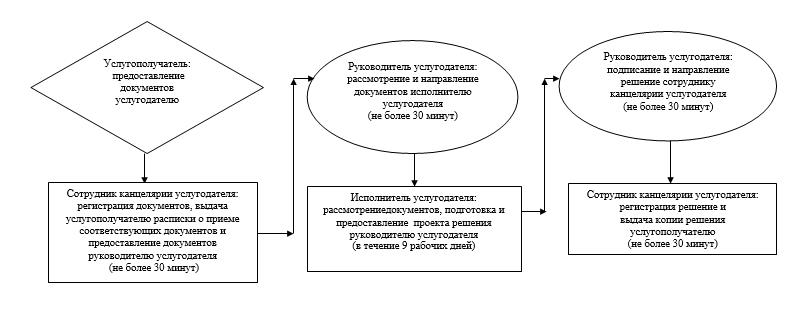 Услугополучатель:
предоставление
документов
услугодателю
Сотрудник канцелярии услугодателя:
регистрация документов, выдача
услугополучателю расписки о приеме
соответствующих документов и
предоставление документов
руководителю услугодателя
(не более 30 минут)
Руководитель услугодателя:
рассмотрение и направление
документов исполнителю
услугодателя
(не более 30 минут)
Исполнитель услугодателя:
рассмотрениедокументов, подготовка и
предоставление проекта решения
руководителю услугодателя
(в течение 9 рабочих дней)
Руководитель услугодателя:
подписание и направление
решение сотруднику
канцелярии услугодателя
(не более 30 минут)
Сотрудник канцелярии услугодателя:
регистрация решение и
выдача копии решения
услугополучателю
(не более 30 минут)